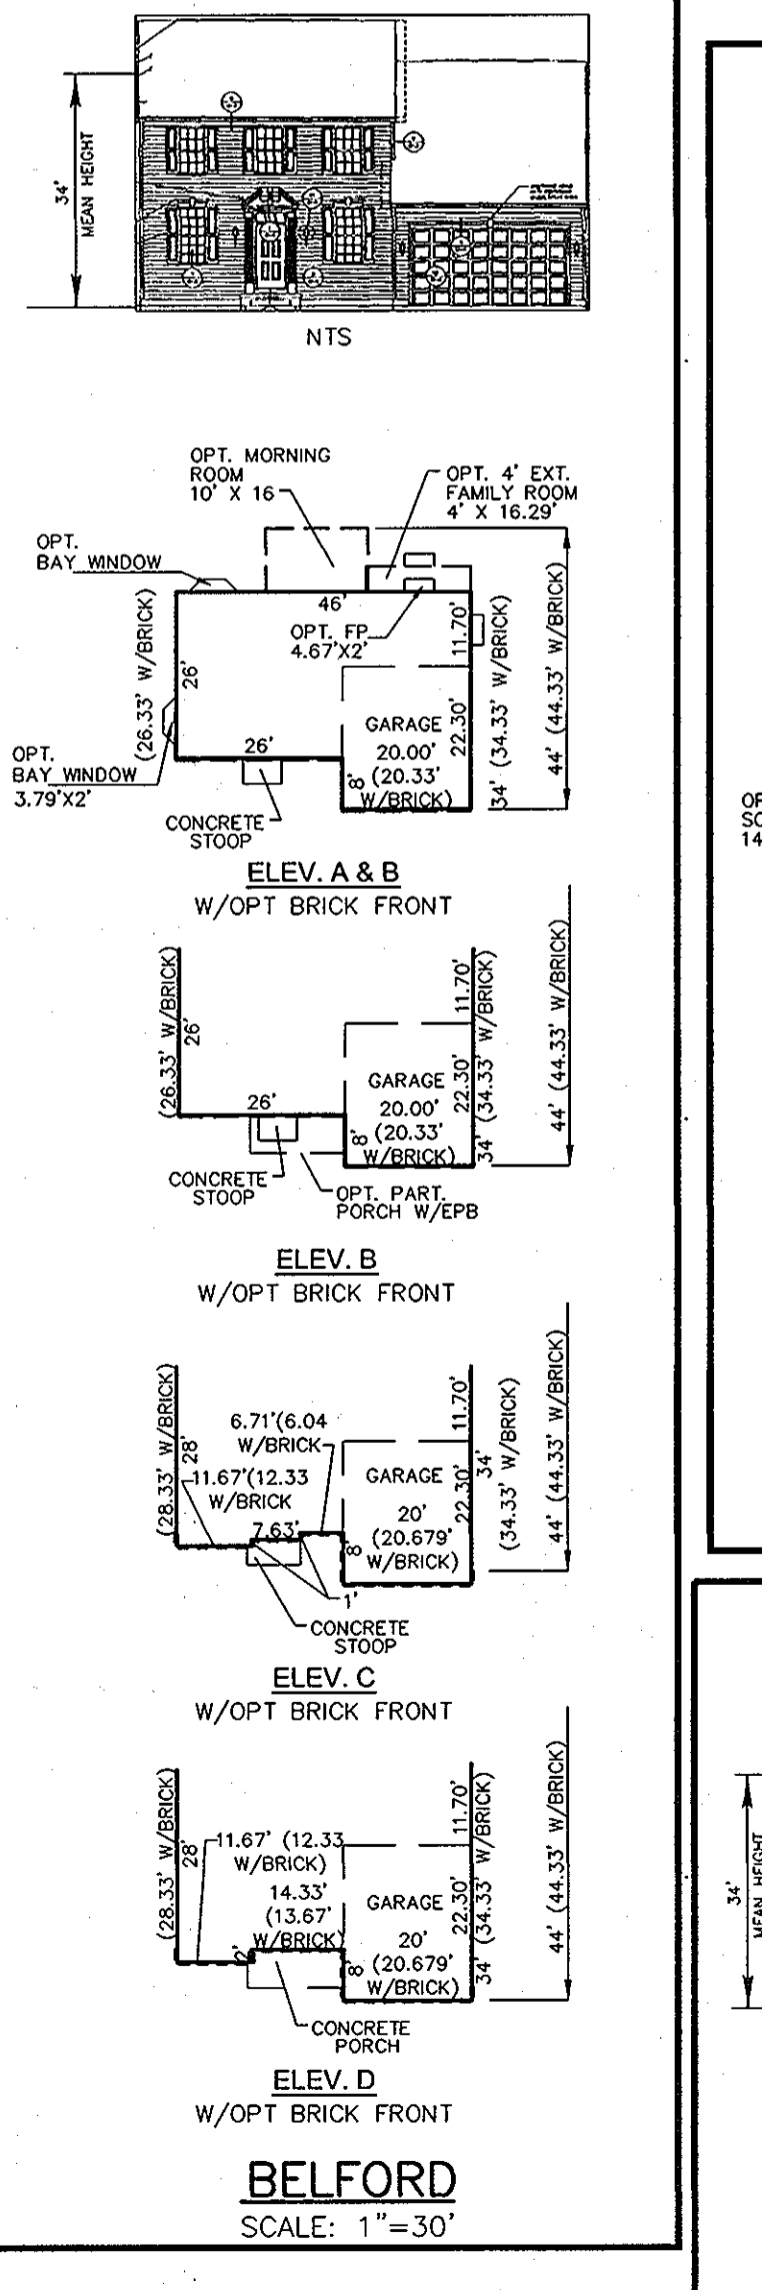 34'
MEAN HEIGHT
NTS
OPT. MORNING
ROOM
10' X 16
OPT. 4' EXT.
FAMILY ROOM
4' X 16.29'
OPT.
BAY WINDOW
46'
OPT. FP
4.67'X2'
(26.33' W/BRICK)
26'
11.70'
34' (34.33' W/BRICK)
44' (44.33' W/BRICK)
GARAGE
20.00'
(20.33'
W/BRICK)
22.30'
8'
26'
OPT.
BAY WINDOW
3.79'X2'
CONCRETE
STOOP
ELEV. A & B
W/OPT BRICK FRONT
(26.33' W/BRICK)
26'
11.70'
34' (34.33' W/BRICK)
44' (44.33' W/BRICK)
GARAGE
20.00'
(20.33'
W/BRICK)
22.30'
8'
26'
CONCRETE
STOOP
OPT. PART.
PORCH W/EPB
ELEV. B
W/OPT BRICK FRONT
(28.33' W/BRICK)
28'
6.71'(6.04
W/BRICK
11.67'(12.33
W/BRICK
7.63'
11.70'
34'
(34.33' W/BRICK)
44' (44.33' W/BRICK)
GARAGE
20'
(20.679'
W/BRICK)
22.30'
8'
1'
CONCRETE
STOOP
ELEV. C
W/OPT BRICK FRONT
(28.33' W/BRICK)
28'
11.67' (12.33
W/BRICK)
14.33'
(13.67'
W/BRICK)
2'
11.70'
34' (34.33' W/BRICK)
44' (44.33' W/BRICK)
GARAGE
20'
(20.679'
W/BRICK)
22.30'
8'
CONCRETE
PORCH
ELEV. D
W/OPT BRICK FRONT
BELFORD
SCALE: 1"=30'
14
34'
MEAN HEIGHT